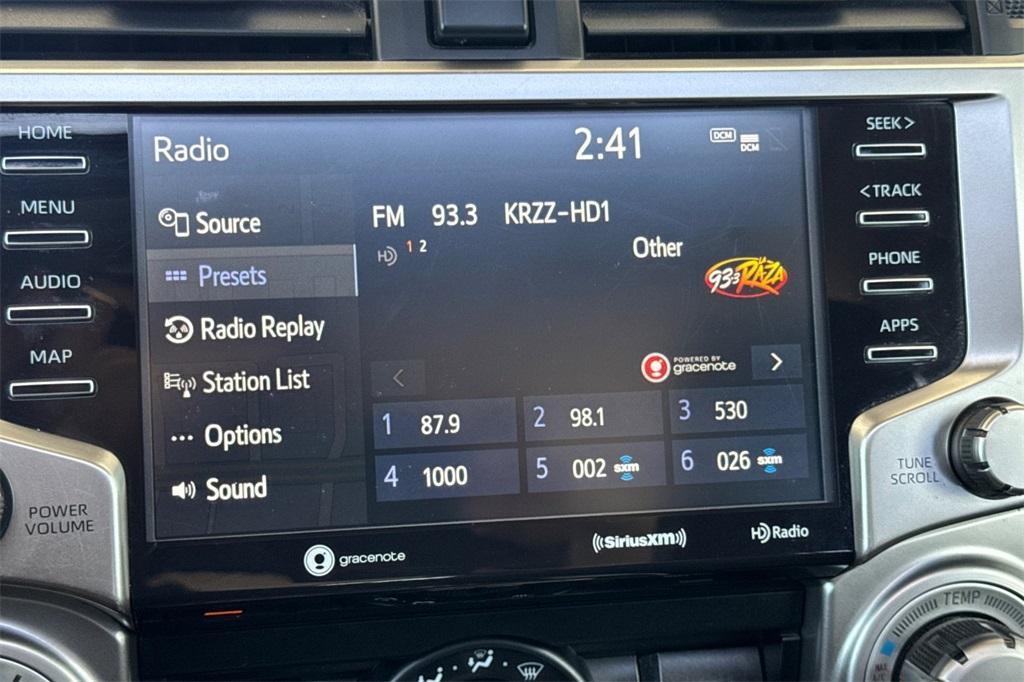 HOME
MENU
AUDIO
MAP
POWER
VOLUME
Radio
2:41
DCM
DCM
Source
Presets
Radio Replay
Station List
Options
Sound
FM 93.3 KRZZ-HD1
HD 1 2
Other
93.3 LA RAZA
POWERED BY
gracenote
< >
1 87.9
2 98.1
3 530
4 1000
5 002 sxm
6 026 sxm
gracenote
((SiriusXM))
HD Radio
SEEK >
< TRACK
PHONE
APPS
TUNE
SCROLL
TEMP
MAX
A/C